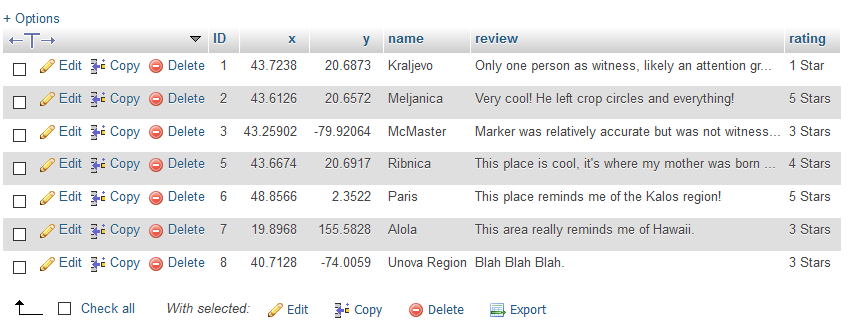 + Options
ID x y name review rating
Edit Copy Delete 1 43.7238 20.6873 Kraljevo Only one person as witness, likely an attention gr... 1 Star
Edit Copy Delete 2 43.6126 20.6572 Meljanica Very cool! He left crop circles and everything! 5 Stars
Edit Copy Delete 3 43.25902 -79.92064 McMaster Marker was relatively accurate but was not witness... 3 Stars
Edit Copy Delete 5 43.6674 20.6917 Ribnica This place is cool, it's where my mother was born ... 4 Stars
Edit Copy Delete 6 48.8566 2.3522 Paris This place reminds me of the Kalos region! 5 Stars
Edit Copy Delete 7 19.8968 155.5828 Alola This area really reminds me of Hawaii. 3 Stars
Edit Copy Delete 8 40.7128 -74.0059 Unova Region Blah Blah Blah. 3 Stars
Check all With selected: Edit Copy Delete Export